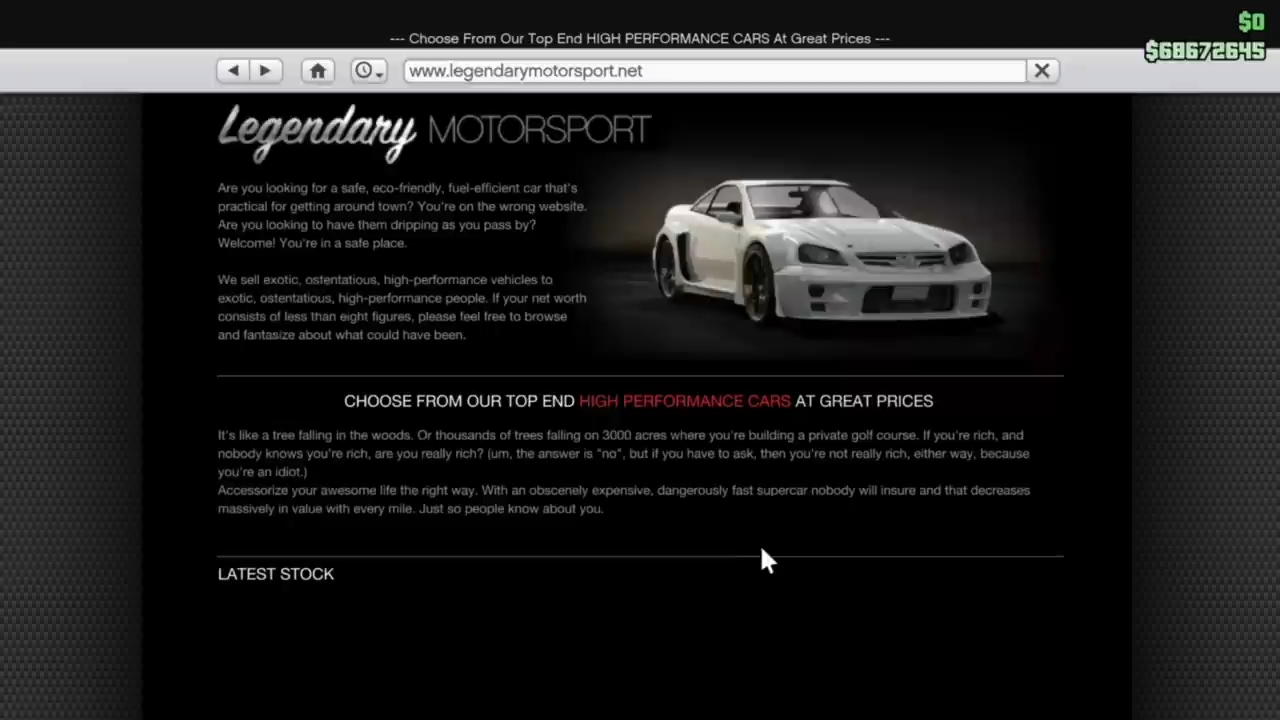 $0
--- Choose From Our Top End HIGH PERFORMANCE CARS At Great Prices ---
$68672645
www.legendarymotorsport.net
Legendary MOTORSPORT
Are you looking for a safe, eco-friendly, fuel-efficient car that's
practical for getting around town? You're on the wrong website.
Are you looking to have them dripping as you pass by?
Welcome! You're in a safe place.
We sell exotic, ostentatious, high-performance vehicles to
exotic, ostentatious, high-performance people. If your net worth
consists of less than eight figures, please feel free to browse
and fantasize about what could have been.
CHOOSE FROM OUR TOP END HIGH PERFORMANCE CARS AT GREAT PRICES
It's like a tree falling in the woods. Or thousands of trees falling on 3000 acres where you're building a private golf course. If you're rich, and
nobody knows you're rich, are you really rich? (um, the answer is "no", but if you have to ask, then you're not really rich, either way, because
you're an idiot.)
Accessorize your awesome life the right way. With an obscenely expensive, dangerously fast supercar nobody will insure and that decreases
massively in value with every mile. Just so people know about you.
LATEST STOCK